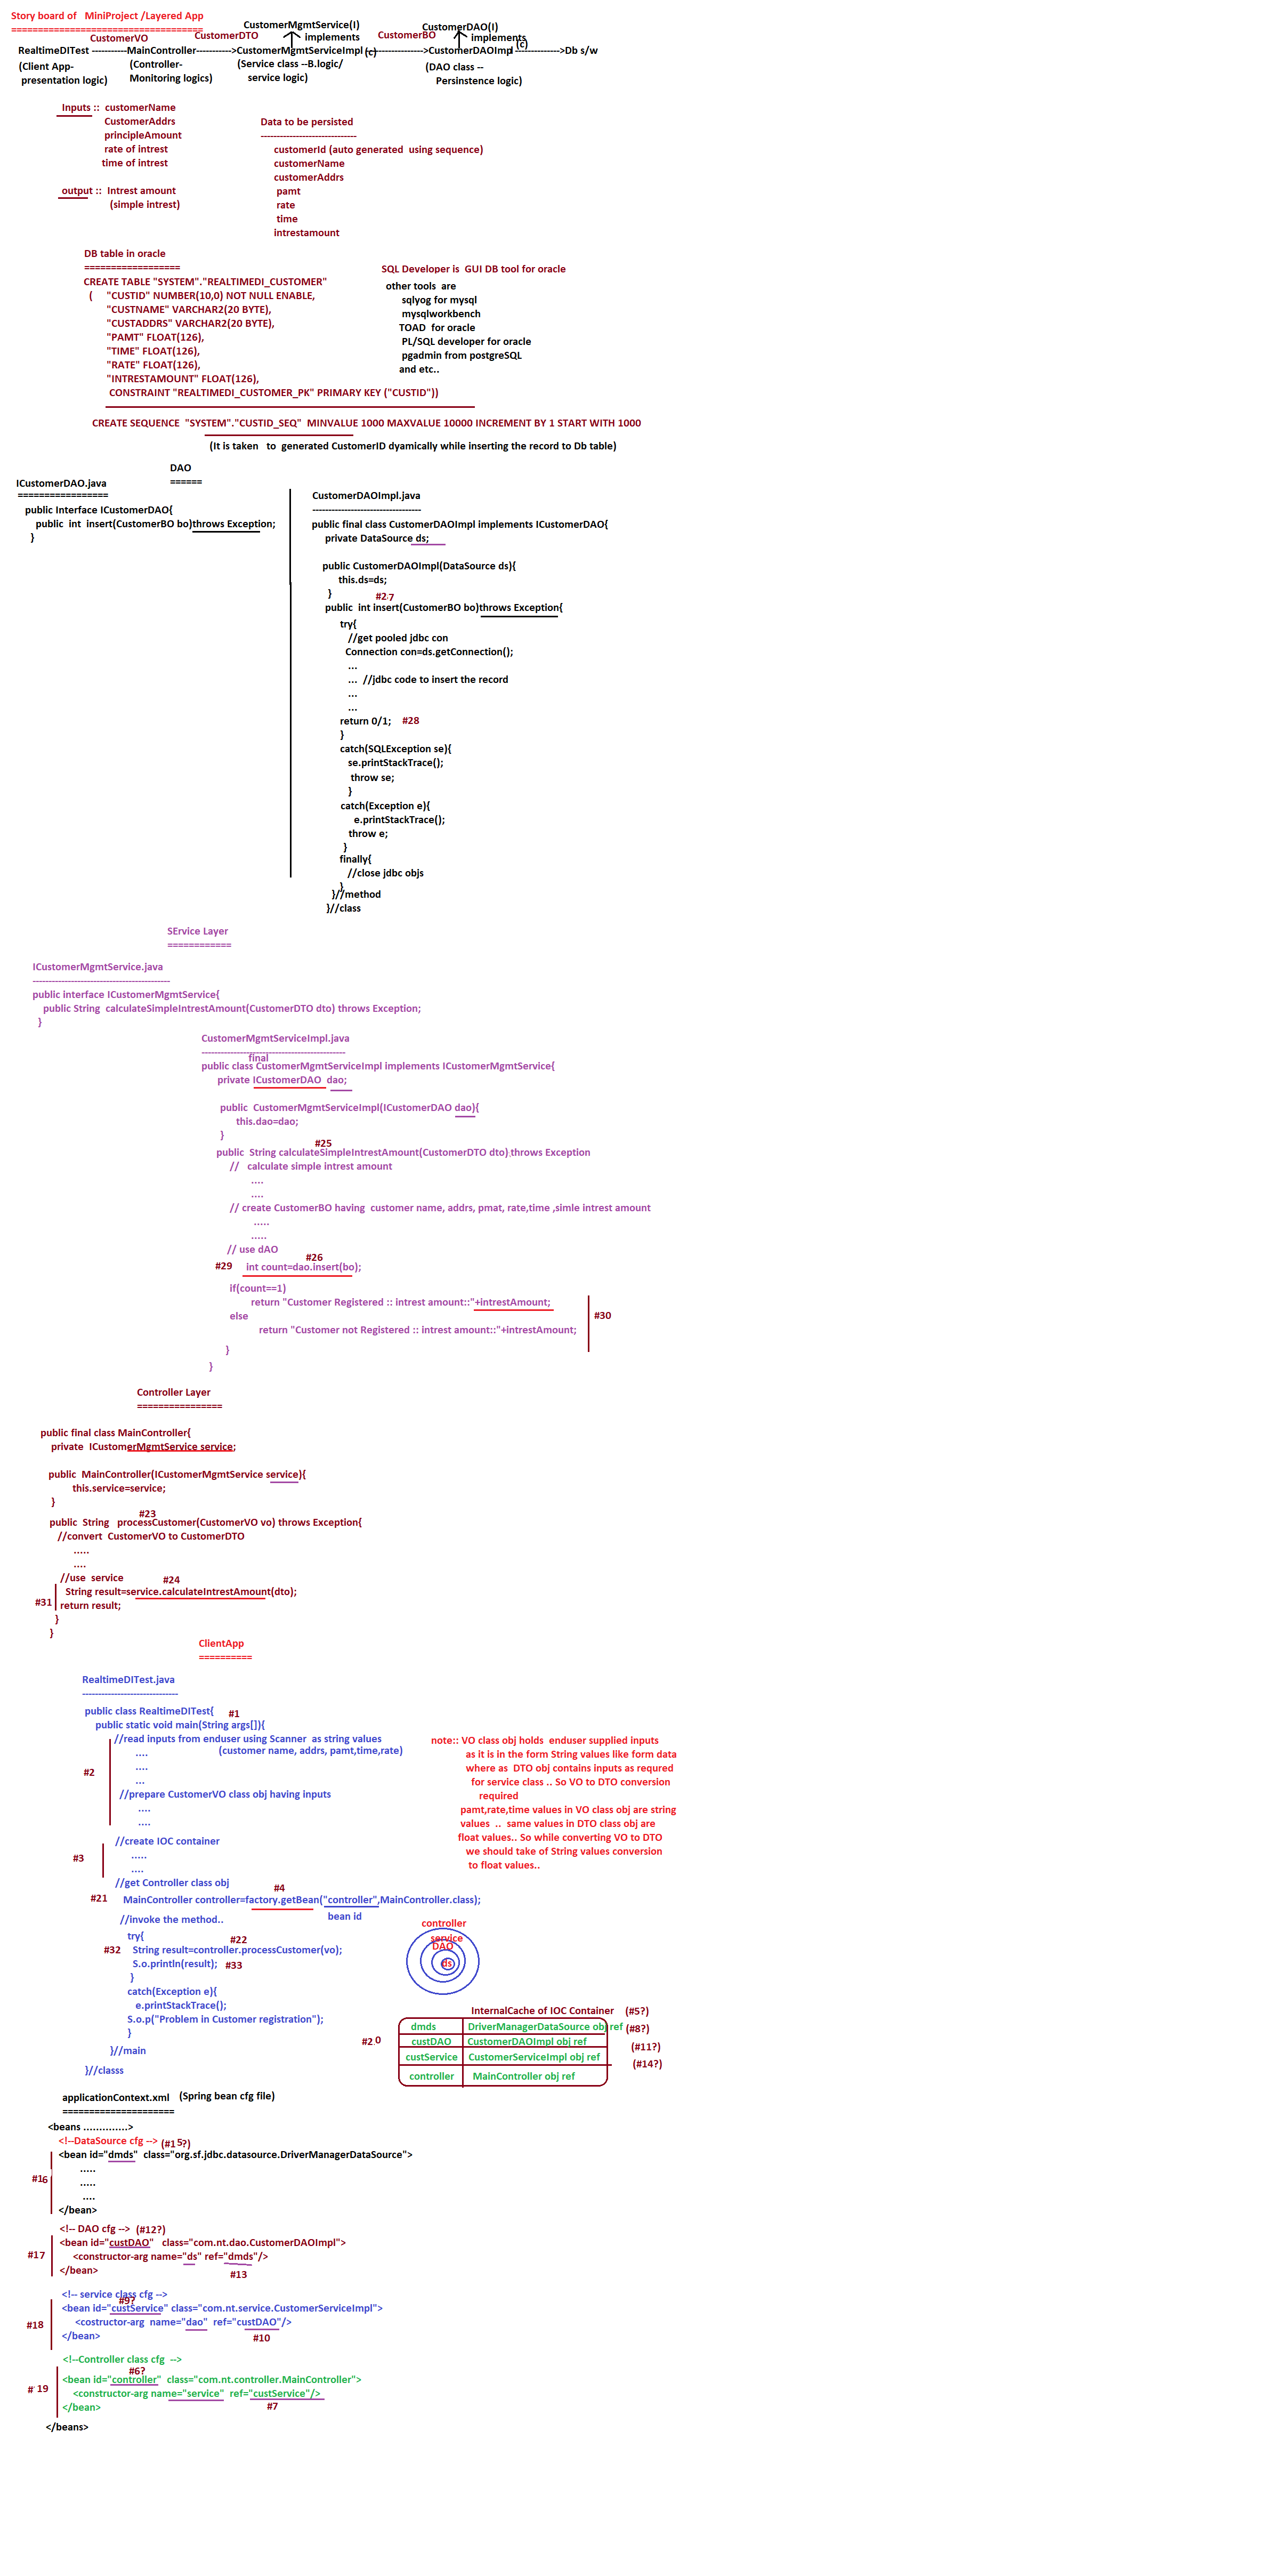 Story board of   MiniProject /Layered App
====================================
CustomerMgmtService(I)
CustomerDAO(I)
implements
implements
CustomerVO
CustomerDTO
CustomerBO
(c)
(c)
RealtimeDITest -----------MainController----------->CustomerMgmtServiceImpl ------------------->CustomerDAOImpl -------------->Db s/w
(Client App-
presentation logic)
(Controller-
Monitoring logics)
(Service class --B.logic/
service logic)
(DAO class --
Persinstence logic)
Inputs ::  customerName
CustomerAddrs
principleAmount
rate of intrest
time of intrest
output ::  Intrest amount
(simple intrest)
Data to be persisted
------------------------------
customerId (auto generated  using sequence)
customerName
customerAddrs
pamt
rate
time
intrestamount
DB table in oracle
==================
CREATE TABLE "SYSTEM"."REALTIMEDI_CUSTOMER"
(     "CUSTID" NUMBER(10,0) NOT NULL ENABLE,
"CUSTNAME" VARCHAR2(20 BYTE),
"CUSTADDRS" VARCHAR2(20 BYTE),
"PAMT" FLOAT(126),
"TIME" FLOAT(126),
"RATE" FLOAT(126),
"INTRESTAMOUNT" FLOAT(126),
CONSTRAINT "REALTIMEDI_CUSTOMER_PK" PRIMARY KEY ("CUSTID"))
SQL Developer is  GUI DB tool for oracle
other tools  are
sqlyog for mysql
mysqlworkbench
TOAD  for oracle
PL/SQL developer for oracle
pgadmin from postgreSQL
and etc..
CREATE SEQUENCE  "SYSTEM"."CUSTID_SEQ"  MINVALUE 1000 MAXVALUE 10000 INCREMENT BY 1 START WITH 1000
(It is taken   to  generated CustomerID dyamically while inserting the record to Db table)
DAO
======
ICustomerDAO.java
=================
public Interface ICustomerDAO{
public  int  insert(CustomerBO bo)throws Exception;
}
CustomerDAOImpl.java
----------------------------------
public final class CustomerDAOImpl implements ICustomerDAO{
private DataSource ds;
public CustomerDAOImpl(DataSource ds){
this.ds=ds;
}
#2.7
public  int insert(CustomerBO bo)throws Exception{
try{
//get pooled jdbc con
Connection con=ds.getConnection();
...
...  //jdbc code to insert the record
...
...
return 0/1;    #28
}
catch(SQLException se){
se.printStackTrace();
throw se;
}
catch(Exception e){
e.printStackTrace();
throw e;
}
finally{
//close jdbc objs
}
}//method
}//class
SErvice Layer
============
ICustomerMgmtService.java
-------------------------------------------
public interface ICustomerMgmtService{
public String  calculateSimpleIntrestAmount(CustomerDTO dto) throws Exception;
}
CustomerMgmtServiceImpl.java
---------------------------------------------
final
public class CustomerMgmtServiceImpl implements ICustomerMgmtService{
private ICustomerDAO  dao;
public  CustomerMgmtServiceImpl(ICustomerDAO dao){
this.dao=dao;
}
#25
public  String calculateSimpleIntrestAmount(CustomerDTO dto) throws Exception
//   calculate simple intrest amount
....
....
// create CustomerBO having  customer name, addrs, pmat, rate,time ,simle intrest amount
.....
.....
// use dAO
#26
#29     int count=dao.insert(bo);
if(count==1)
return "Customer Registered :: intrest amount::"+intrestAmount;
else
#30
return "Customer not Registered :: intrest amount::"+intrestAmount;
}
}
Controller Layer
================
public final class MainController{
private  ICustomerMgmtService service;
public  MainController(ICustomerMgmtService service){
this.service=service;
}
#23
public  String   processCustomer(CustomerVO vo) throws Exception{
//convert  CustomerVO to CustomerDTO
.....
....
//use  service
#24
String result=service.calculateIntrestAmount(dto);
#31
return result;
}
}
ClientApp
==========
RealtimeDITest.java
------------------------------
public class RealtimeDITest{     #1
public static void main(String args[]){
//read inputs from enduser using Scanner  as string values
....                          (customer name, addrs, pamt,time,rate)
....
#2
...
//prepare CustomerVO class obj having inputs
....
....
//create IOC container
.....
#3
....
//get Controller class obj
#4
#21     MainController controller=factory.getBean("controller",MainController.class);
bean id
//invoke the method..
try{
#22
#32    String result=controller.processCustomer(vo);
S.o.println(result);   #33
}
catch(Exception e){
e.printStackTrace();
S.o.p("Problem in Customer registration");
}
}//main
}//classs
note:: VO class obj holds  enduser supplied inputs
as it is in the form String values like form data
where as  DTO obj contains inputs as requred
for service class .. So VO to DTO conversion
required
pamt,rate,time values in VO class obj are string
values  ..  same values in DTO class obj are
float values.. So while converting VO to DTO
we should take of String values conversion
to float values..
controller
service
DAO
ds
InternalCache of IOC Container    (#5?)
dmds     DriverManagerDataSource obj ref  (#8?)
#2.0
custDAO     CustomerDAOImpl obj ref     (#11?)
custService    CustomerServiceImpl obj ref     (#14?)
controller     MainController obj ref
applicationContext.xml    (Spring bean cfg file)
=====================
<beans ..............>
<!--DataSource cfg --> (#15?)
<bean id="dmds"  class="org.sf.jdbc.datasource.DriverManagerDataSource">
.....
#16
.....
....
</bean>
<!-- DAO cfg -->  (#12?)
<bean id="custDAO"   class="com.nt.dao.CustomerDAOImpl">
#17
<constructor-arg name="ds" ref="dmds"/>
</bean>
#13
<!-- service class cfg -->
#9?
<bean id="custService" class="com.nt.service.CustomerServiceImpl">
#18
<costructor-arg  name="dao"  ref="custDAO"/>
</bean>
#10
<!--Controller class cfg  -->
#6?
<bean id="controller"  class="com.nt.controller.MainController">
# 19
<constructor-arg name="service"  ref="custService"/>
</bean>
#7
</beans>